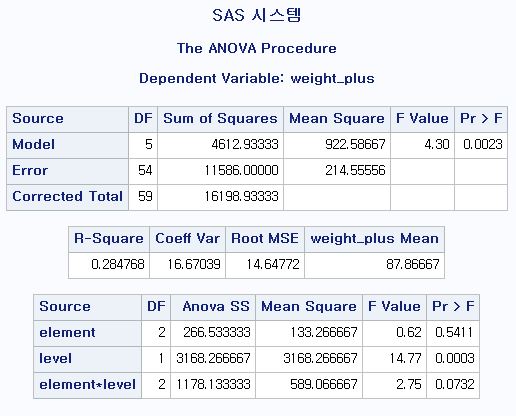 SAS 시스템
The ANOVA Procedure
Dependent Variable: weight_plus
Source DF Sum of Squares Mean Square F Value Pr > F
Model 5 4612.93333 922.58667 4.30 0.0023
Error 54 11586.00000 214.55556
Corrected Total 59 16198.93333
R-Square Coeff Var Root MSE weight_plus Mean
0.284768 16.67039 14.64772 87.86667
Source DF Anova SS Mean Square F Value Pr > F
element 2 266.533333 133.266667 0.62 0.5411
level 1 3168.266667 3168.266667 14.77 0.0003
element*level 2 1178.133333 589.066667 2.75 0.0732